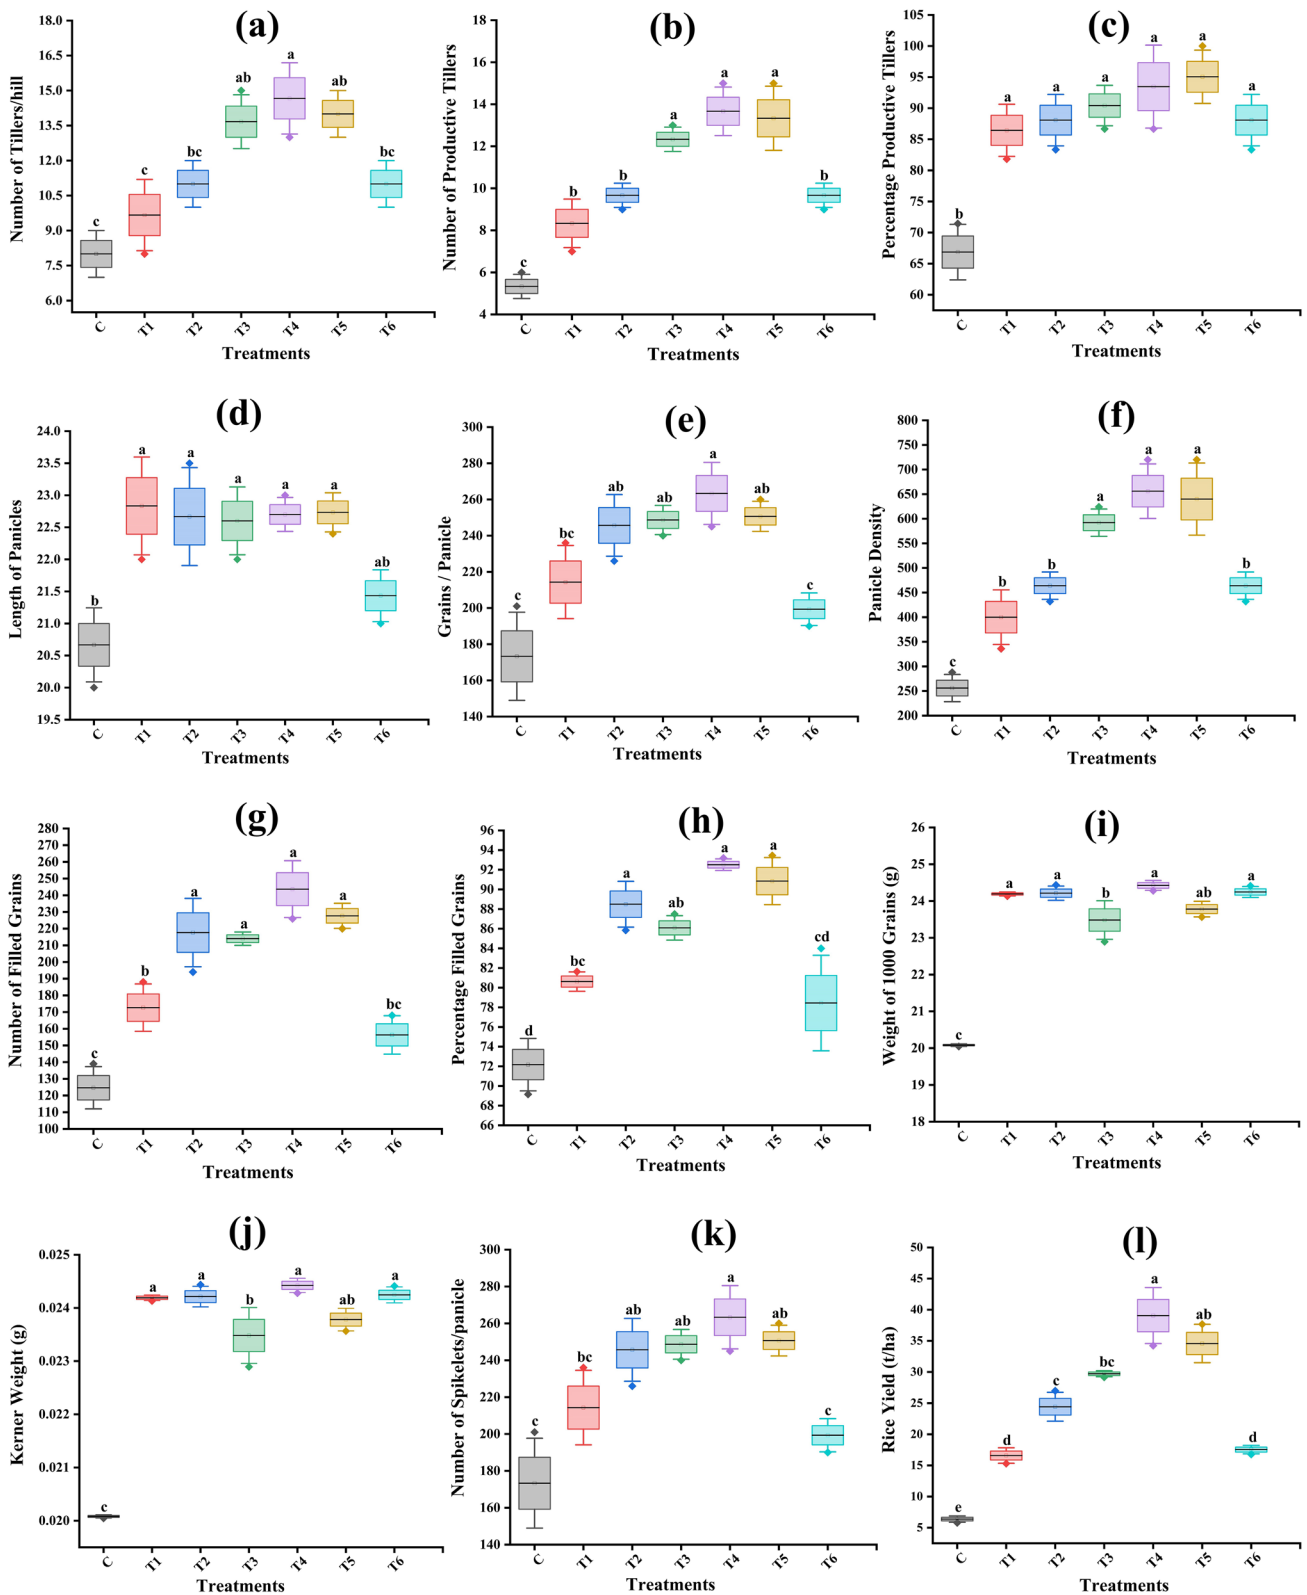 (a)
Number of Tillers/hill
18.0
16.5
15.0
13.5
12.0
10.5
9.0
7.5
6.0
c
c
bc
ab
a
ab
bc
C
T1
T2
T3
T4
T5
T6
Treatments
(b)
Number of Productive Tillers
18
16
14
12
10
8
6
4
c
b
b
a
a
a
b
C
T1
T2
T3
T4
T5
T6
Treatments
(c)
Percentage Productive Tillers
105
100
95
90
85
80
75
70
65
60
b
a
a
a
a
a
a
C
T1
T2
T3
T4
T5
T6
Treatments
(d)
Length of Panicles
24.0
23.5
23.0
22.5
22.0
21.5
21.0
20.5
20.0
19.5
b
a
a
a
a
a
ab
C
T1
T2
T3
T4
T5
T6
Treatments
(e)
Grains / Panicle
300
280
260
240
220
200
180
160
140
c
bc
ab
ab
a
ab
c
C
T1
T2
T3
T4
T5
T6
Treatments
(f)
Panicle Density
800
750
700
650
600
550
500
450
400
350
300
250
200
c
b
b
a
a
a
b
C
T1
T2
T3
T4
T5
T6
Treatments
(g)
Number of Filled Grains
280
270
260
250
240
230
220
210
200
190
180
170
160
150
140
130
120
110
100
c
b
a
a
a
a
bc
C
T1
T2
T3
T4
T5
T6
Treatments
(h)
Percentage Filled Grains
96
94
92
90
88
86
84
82
80
78
76
74
72
70
68
66
d
bc
a
ab
a
a
cd
C
T1
T2
T3
T4
T5
T6
Treatments
(i)
Weight of 1000 Grains (g)
26
25
24
23
22
21
20
19
18
c
a
a
b
a
ab
a
C
T1
T2
T3
T4
T5
T6
Treatments
(j)
Kerner Weight (g)
0.025
0.024
0.023
0.022
0.021
0.020
c
a
a
b
a
ab
a
C
T1
T2
T3
T4
T5
T6
Treatments
(k)
Number of Spikelets/panicle
300
280
260
240
220
200
180
160
140
c
bc
ab
ab
a
ab
c
C
T1
T2
T3
T4
T5
T6
Treatments
(l)
Rice Yield (t/ha)
50
45
40
35
30
25
20
15
10
5
e
d
c
bc
a
ab
d
C
T1
T2
T3
T4
T5
T6
Treatments